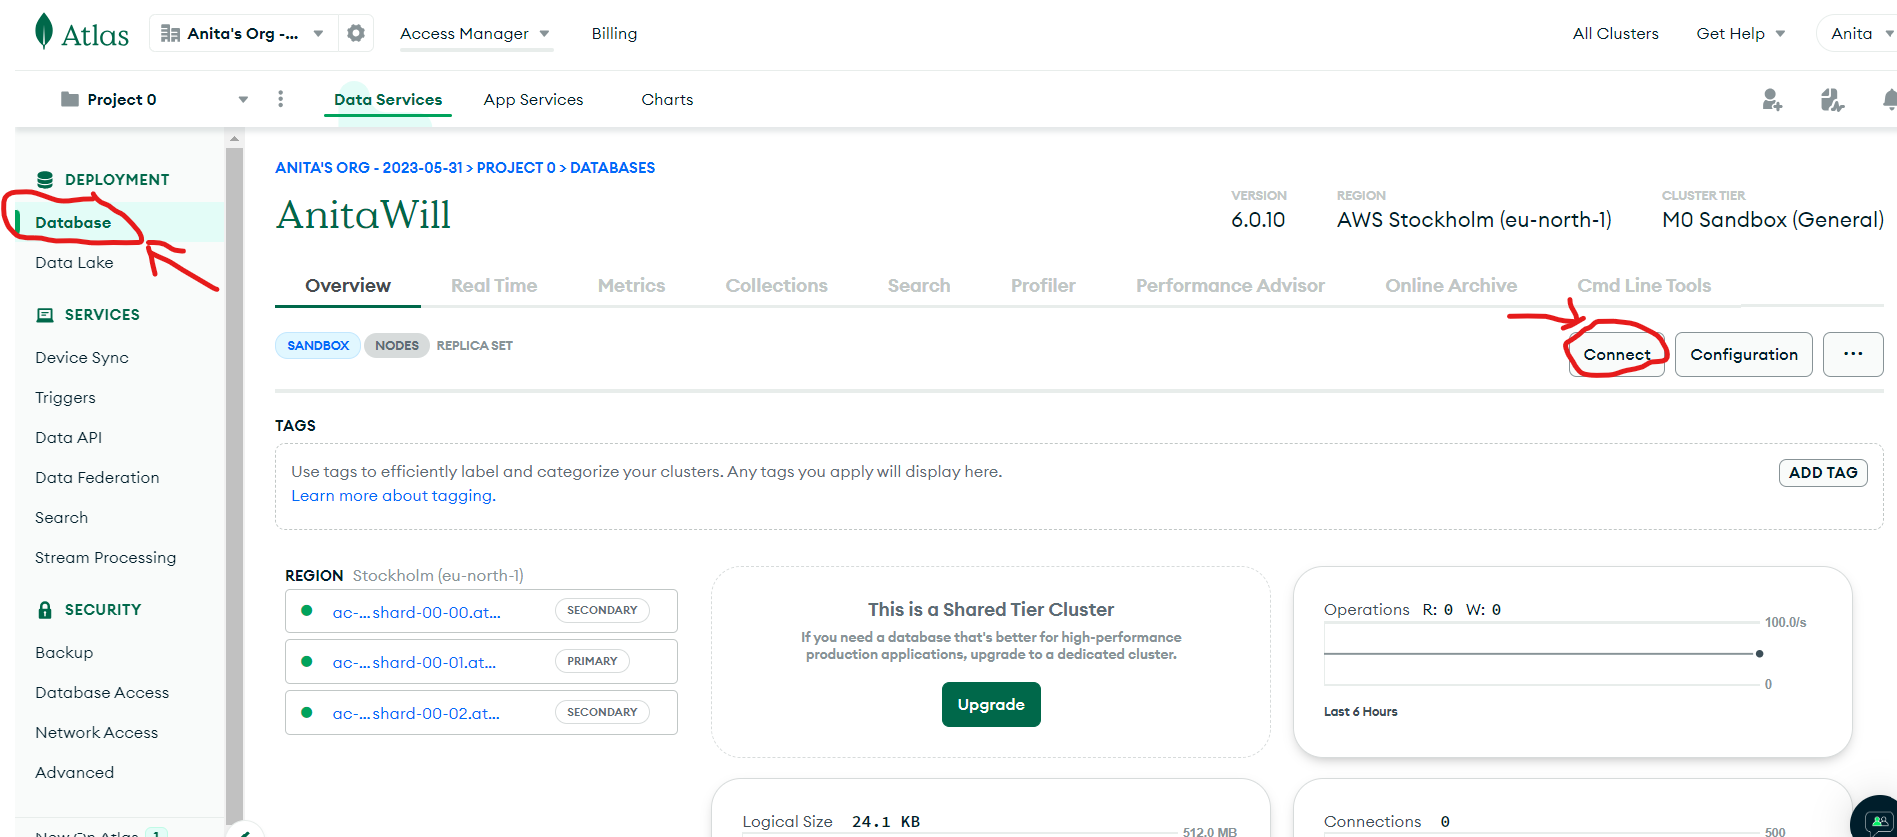 Atlas
Anita's Org -...
Access Manager
Billing
All Clusters
Get Help
Anita
Project 0
Data Services
App Services
Charts
DEPLOYMENT
Database
Data Lake
SERVICES
Device Sync
Triggers
Data API
Data Federation
Search
Stream Processing
SECURITY
Backup
Database Access
Network Access
Advanced
New On Atlas 1
ANITA'S ORG - 2023-05-31 > PROJECT 0 > DATABASES
AnitaWill
VERSION
6.0.10
REGION
AWS Stockholm (eu-north-1)
CLUSTER TIER
M0 Sandbox (General)
Overview
Real Time
Metrics
Collections
Search
Profiler
Performance Advisor
Online Archive
Cmd Line Tools
SANDBOX
NODES
REPLICA SET
Connect
Configuration
...
TAGS
Use tags to efficiently label and categorize your clusters. Any tags you apply will display here.
Learn more about tagging.
ADD TAG
REGION Stockholm (eu-north-1)
ac-...shard-00-00.at...
SECONDARY
ac-...shard-00-01.at...
PRIMARY
ac-...shard-00-02.at...
SECONDARY
This is a Shared Tier Cluster
If you need a database that's better for high-performance
production applications, upgrade to a dedicated cluster.
Upgrade
Operations R: 0 W: 0
100.0/s
0
Last 6 Hours
Logical Size 24.1 KB
512.0 MB
Connections 0
500